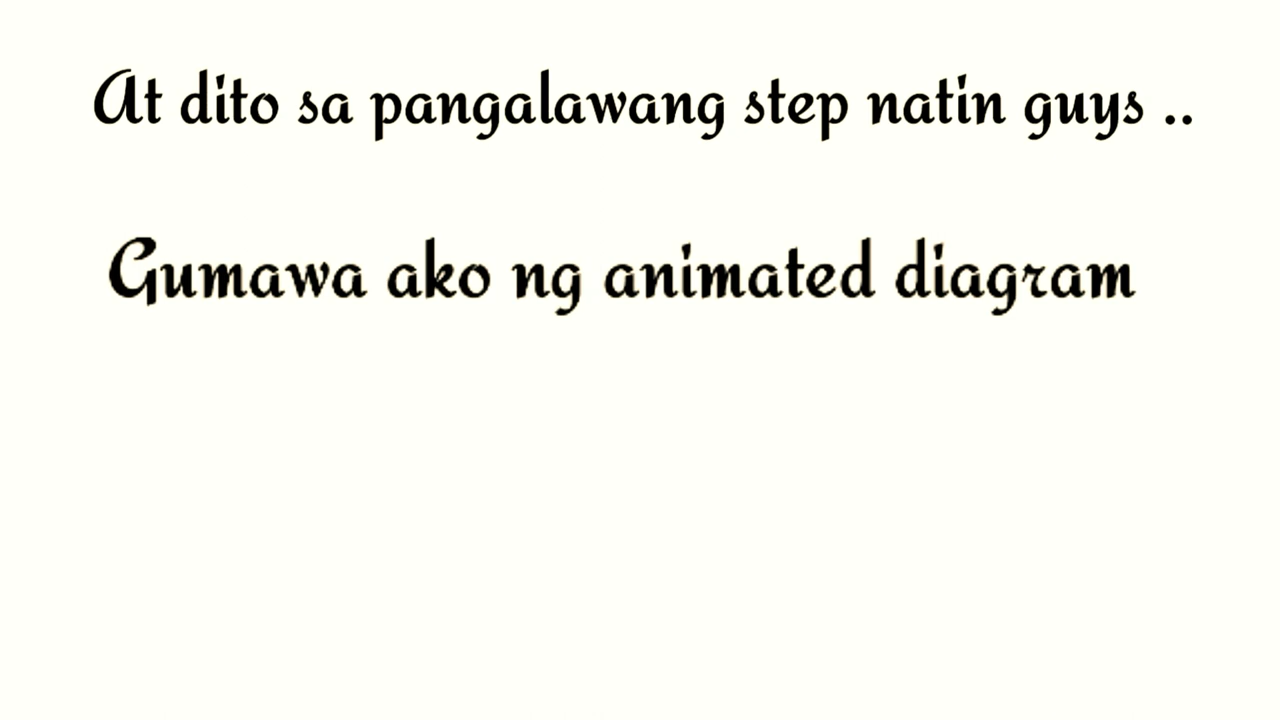 At dito sa pangalawang step natin guys ..
Gumawa ako ng animated diagram